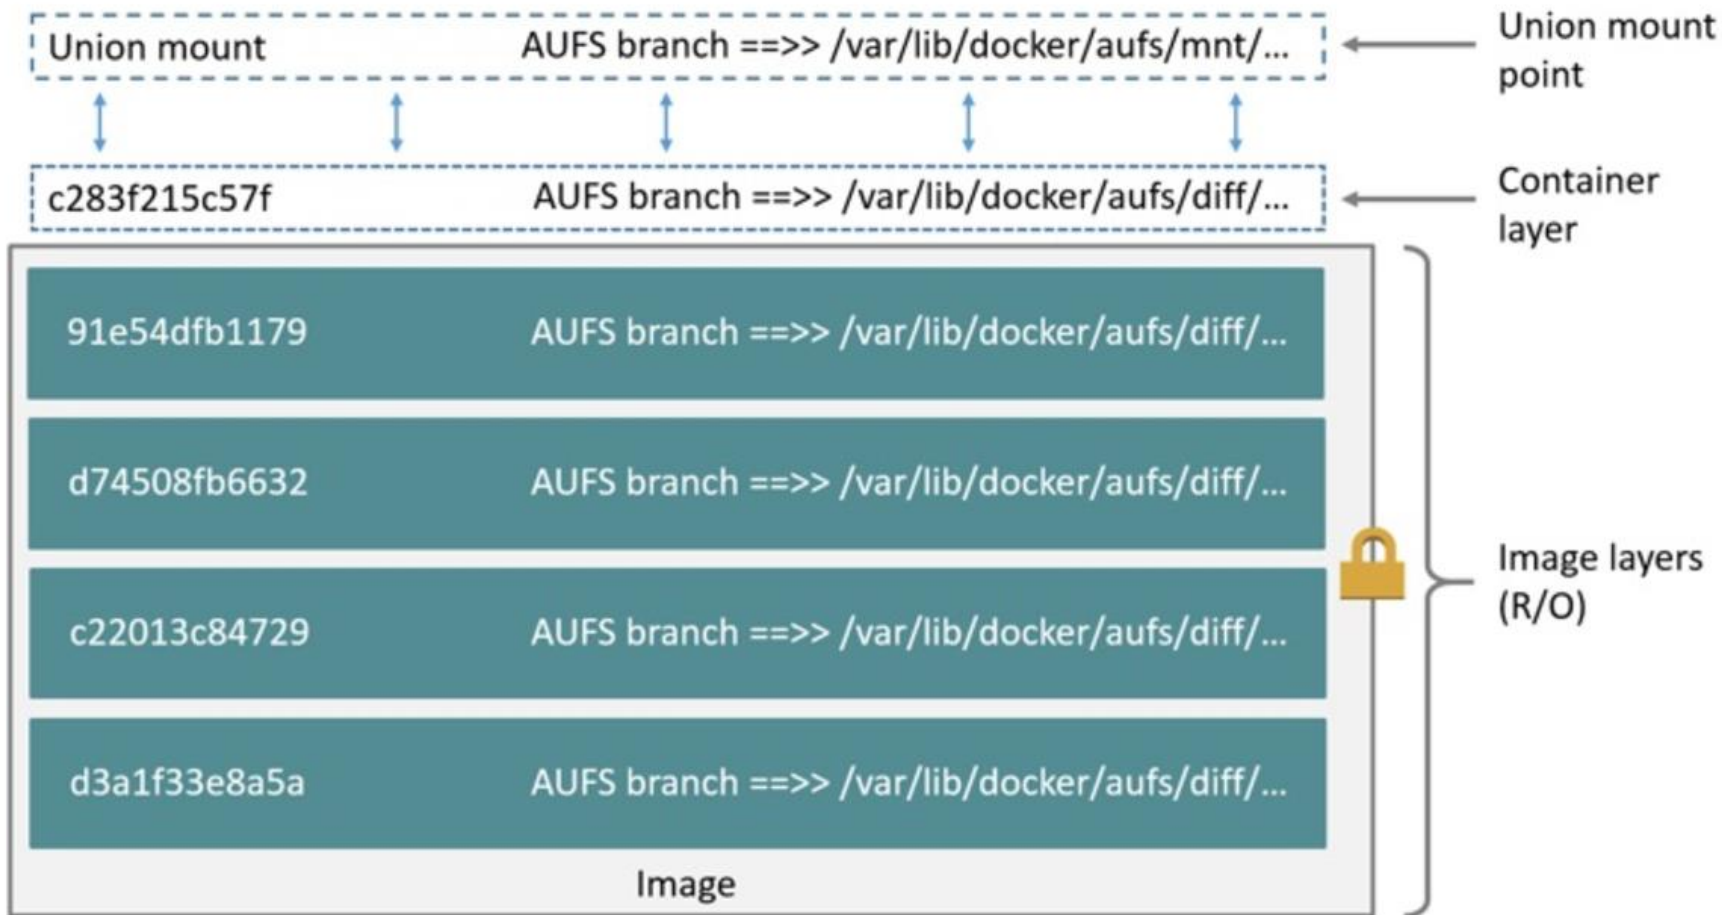 Union mount AUFS branch ==>> /var/lib/docker/aufs/mnt/...
Union mount
point
c283f215c57f AUFS branch ==>> /var/lib/docker/aufs/diff/...
Container
layer
91e54dfb1179 AUFS branch ==>> /var/lib/docker/aufs/diff/...
d74508fb6632 AUFS branch ==>> /var/lib/docker/aufs/diff/...
c22013c84729 AUFS branch ==>> /var/lib/docker/aufs/diff/...
d3a1f33e8a5a AUFS branch ==>> /var/lib/docker/aufs/diff/...
Image layers
(R/O)
Image